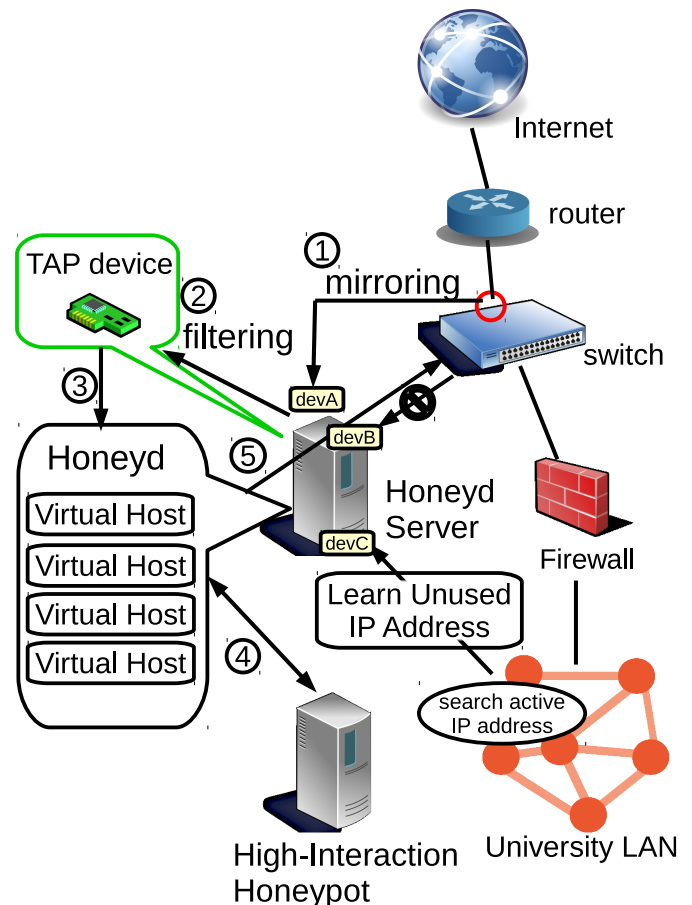 Internet
router
①
mirroring
TAP device
②
filtering
switch
③
devA
devB
⑤
Honeyd
Honeyd
Server
Virtual Host
Virtual Host
Virtual Host
Virtual Host
devC
Firewall
Learn Unused
IP Address
④
search active
IP address
University LAN
High-Interaction
Honeypot